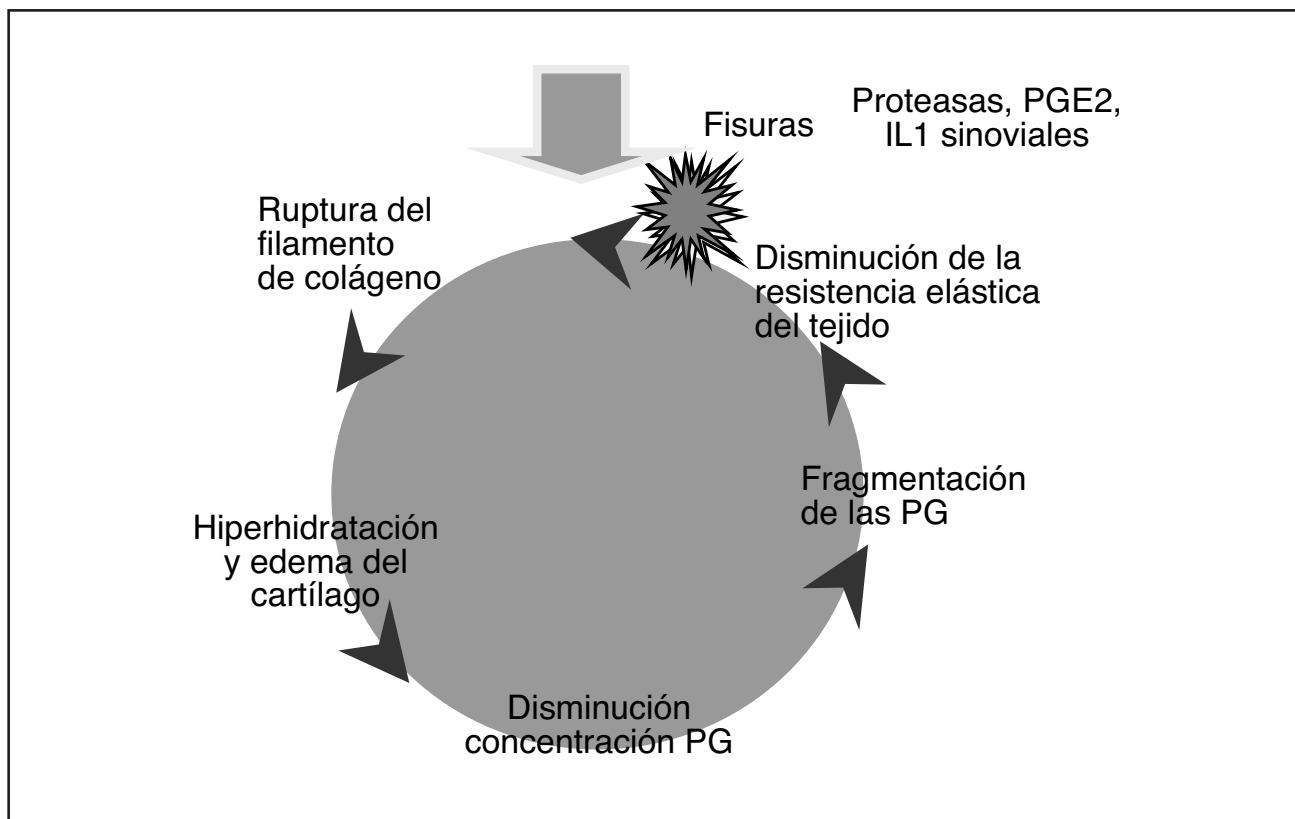 Fisuras
Proteasas, PGE2,
IL1 sinoviales
Ruptura del
filamento
de colágeno
Disminución de la
resistencia elástica
del tejido
Fragmentación
de las PG
Hiperhidratación
y edema del
cartílago
Disminución
concentración PG